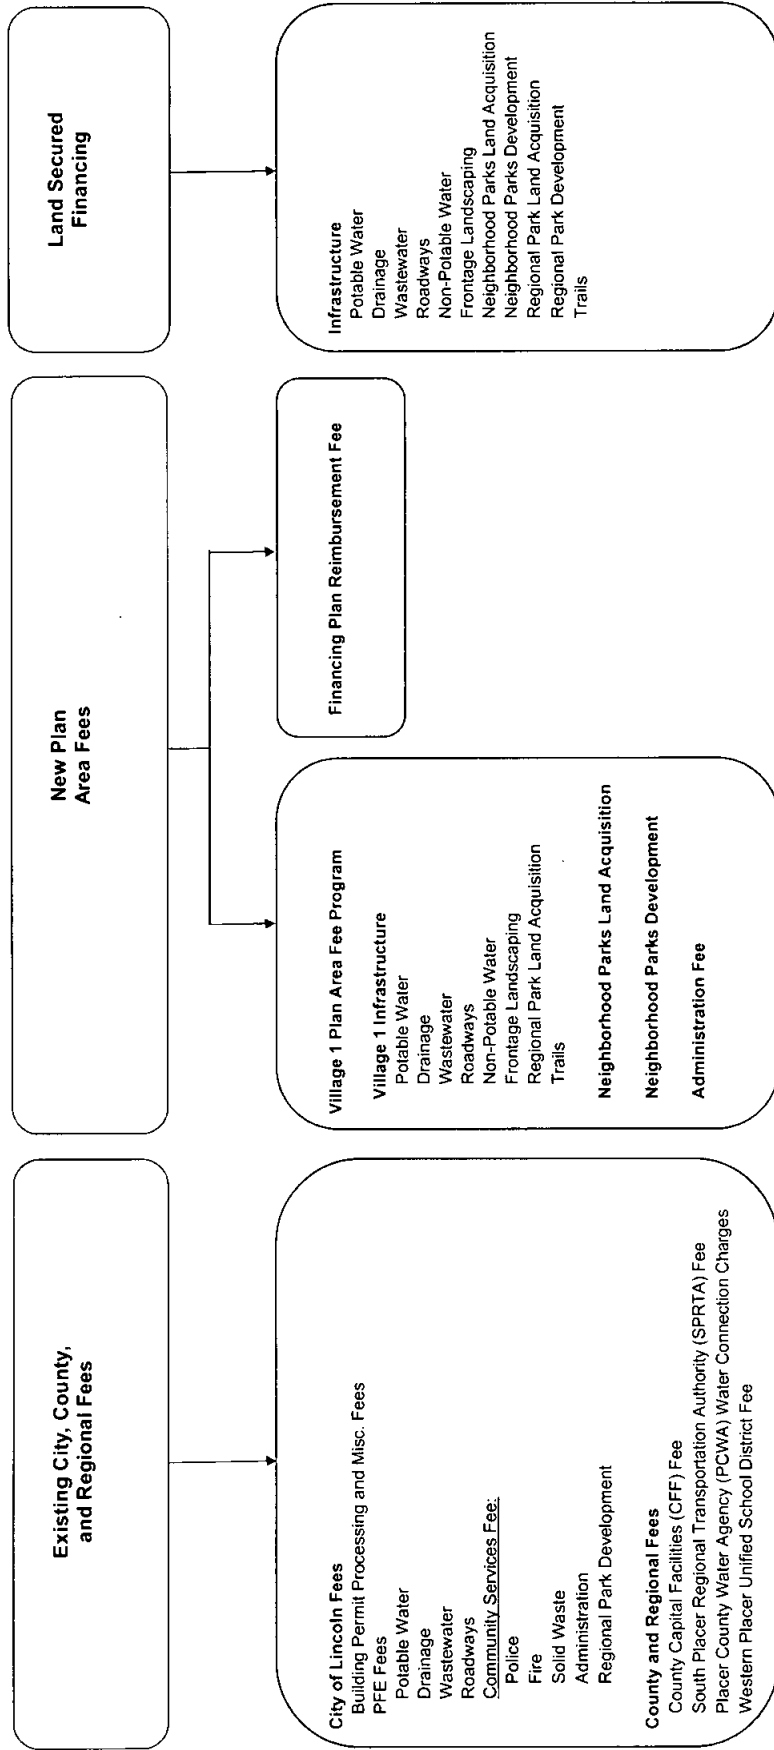 Existing City, County,
and Regional Fees
City of Lincoln Fees
Building Permit Processing and Misc. Fees
PFE Fees
Potable Water
Drainage
Wastewater
Roadways
Community Services Fee:
Police
Fire
Solid Waste
Administration
Regional Park Development
County and Regional Fees
County Capital Facilities (CFF) Fee
South Placer Regional Transportation Authority (SPRTA) Fee
Placer County Water Agency (PCWA) Water Connection Charges
Western Placer Unified School District Fee
New Plan
Area Fees
Village 1 Plan Area Fee Program
Village 1 Infrastructure
Potable Water
Drainage
Wastewater
Roadways
Non-Potable Water
Frontage Landscaping
Regional Park Land Acquisition
Trails
Neighborhood Parks Land Acquisition
Neighborhood Parks Development
Administration Fee
Financing Plan Reimbursement Fee
Land Secured
Financing
Infrastructure
Potable Water
Drainage
Wastewater
Roadways
Non-Potable Water
Frontage Landscaping
Neighborhood Parks Land Acquisition
Neighborhood Parks Development
Regional Park Land Acquisition
Regional Park Development
Trails